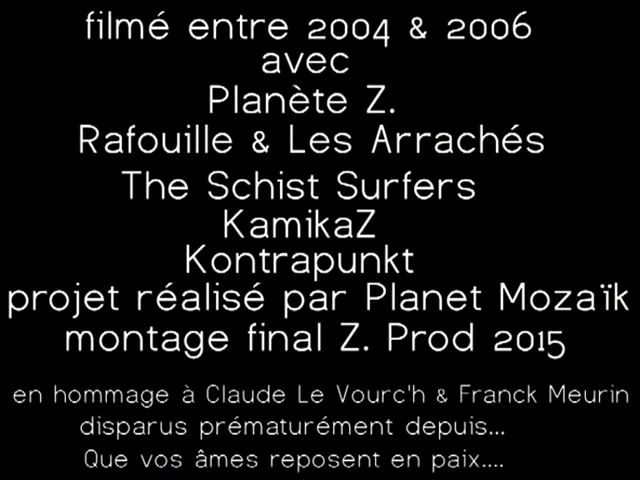 filmé entre 2004 & 2006
avec
Planète Z.
Rafouille & Les Arrachés
The Schist Surfers
KamikaZ
Kontrapunkt
projet réalisé par Planet Mozaïk
montage final Z. Prod 2015
en hommage à Claude Le Vourc'h & Franck Meurin
disparus prématurément depuis...
Que vos âmes reposent en paix....